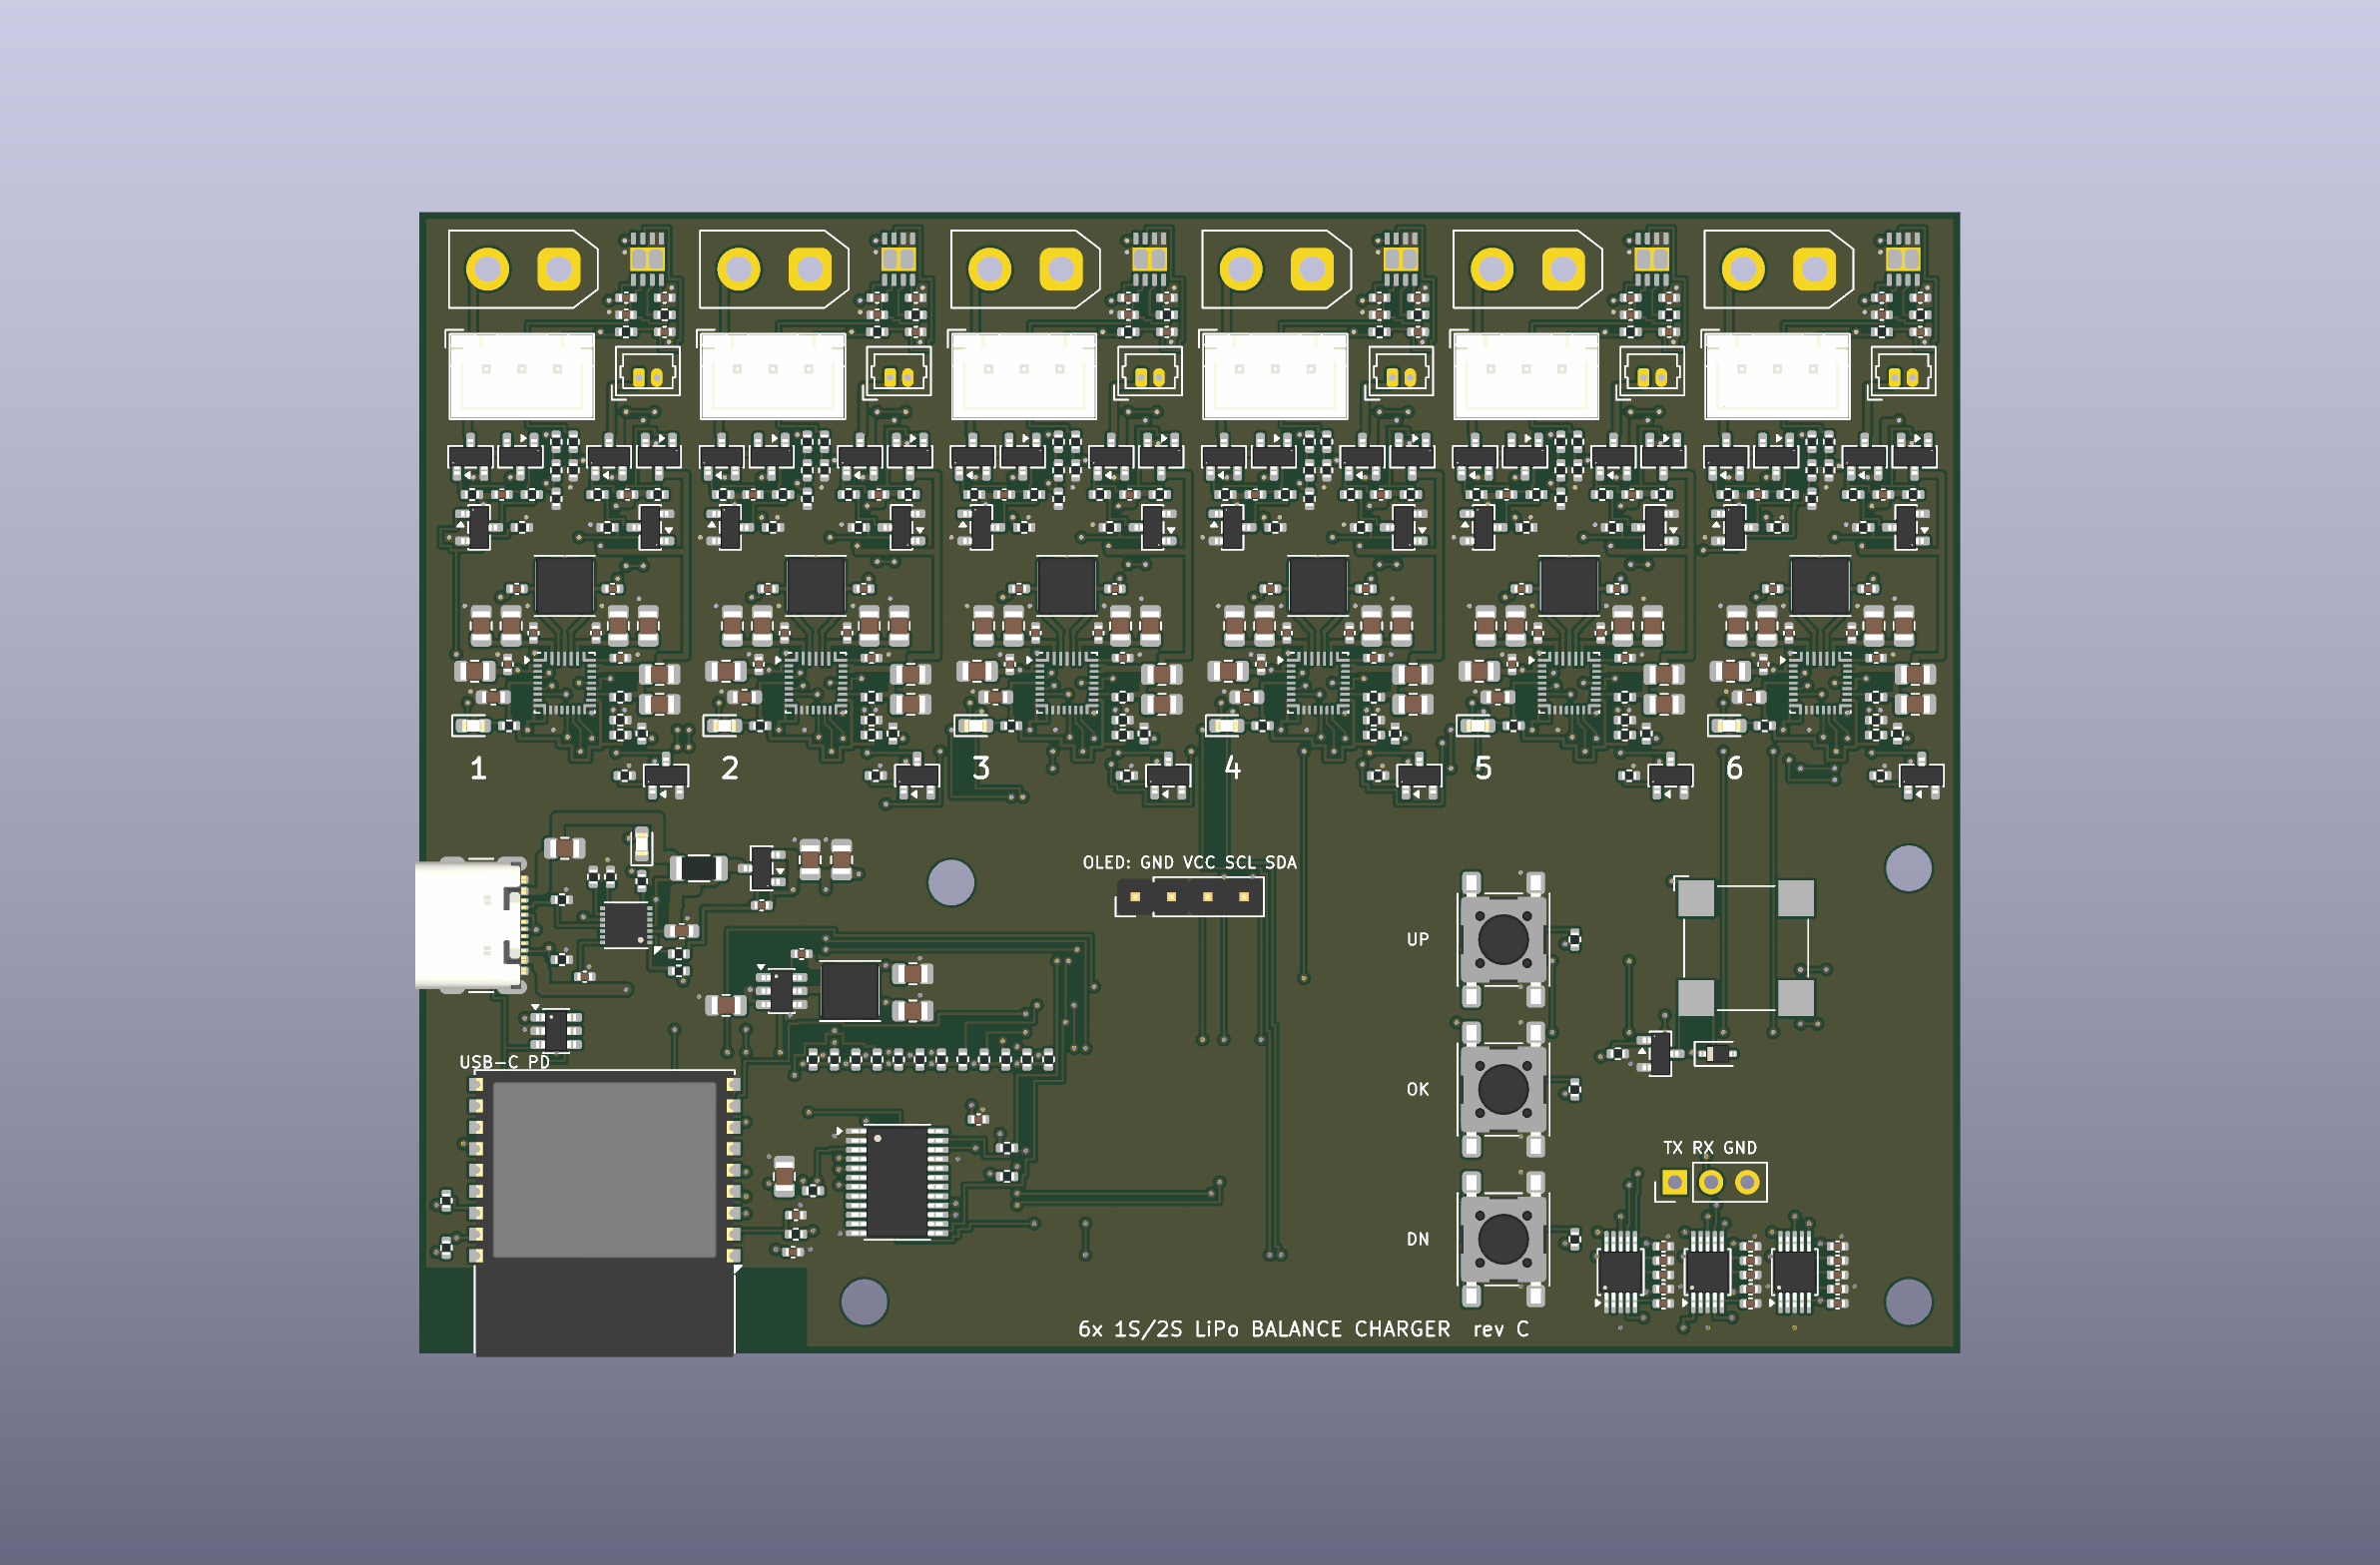 1 2 3 4 5 6
OLED: GND VCC SCL SDA
UP
USB-C PD
OK
TX RX GND
DN
6x 1S/2S LiPo BALANCE CHARGER rev C